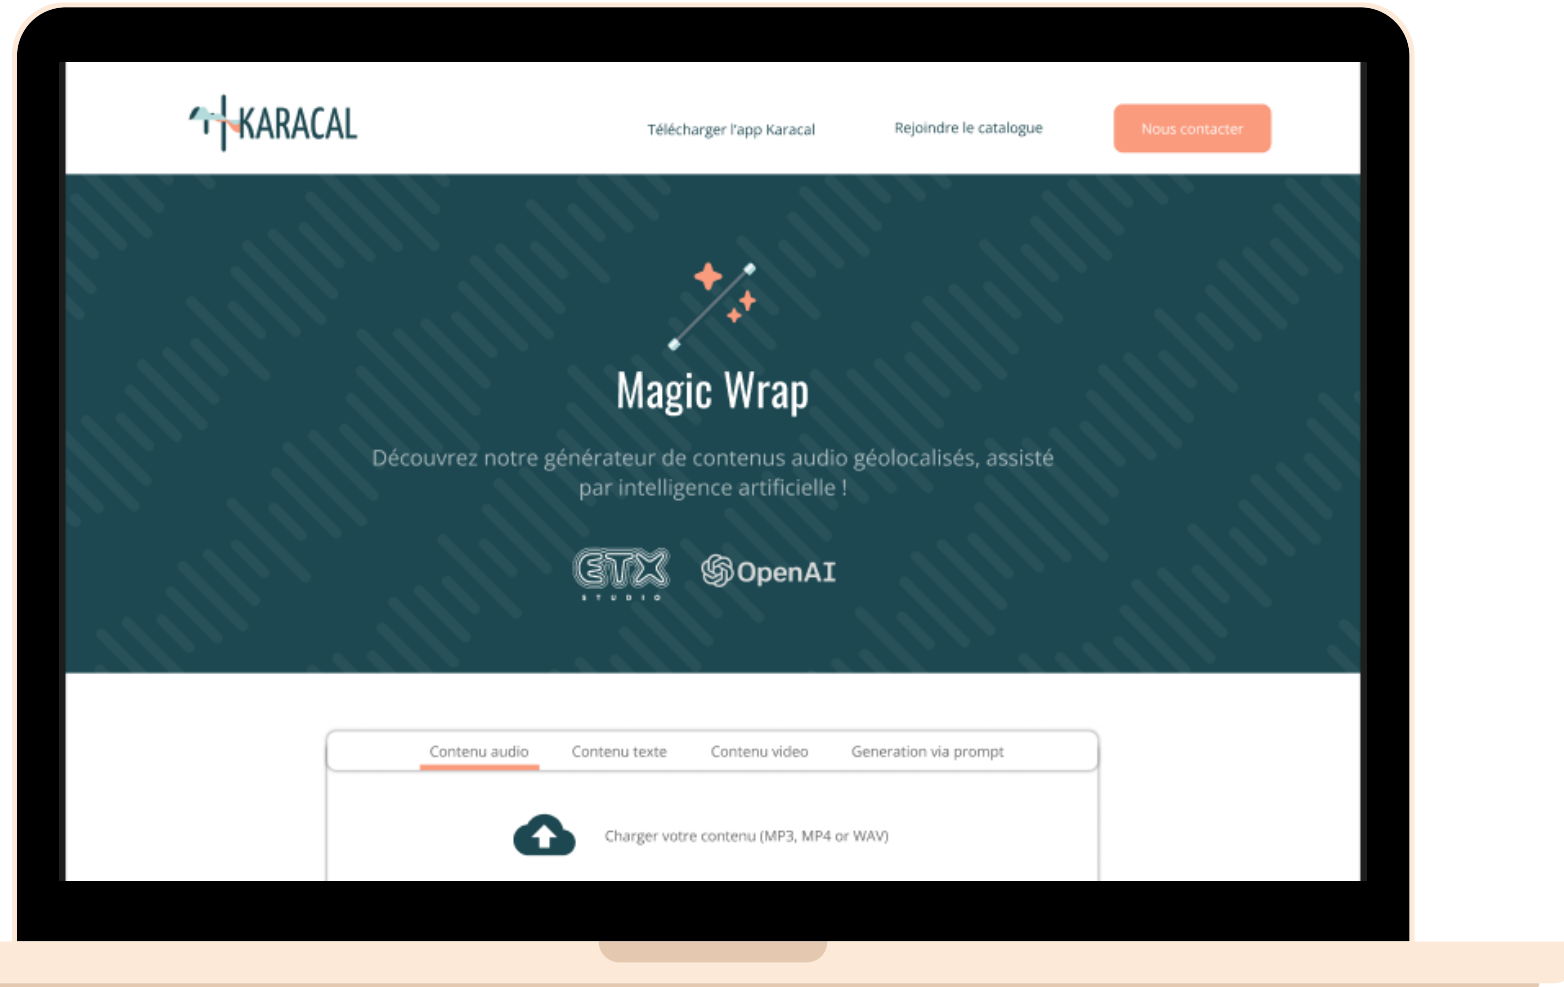 KARACAL
Télécharger l'app Karacal
Rejoindre le catalogue
Nous contacter
Magic Wrap
Découvrez notre générateur de contenus audio géolocalisés, assisté
par intelligence artificielle !
ETX
STUDIO
OpenAI
Contenu audio
Contenu texte
Contenu video
Generation via prompt
Charger votre contenu (MP3, MP4 or WAV)